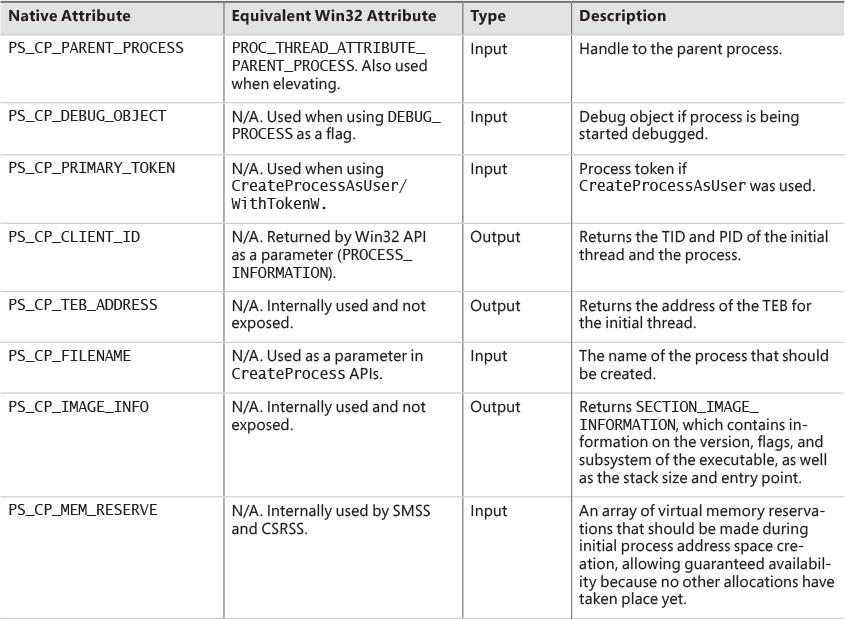 Native Attribute
Equivalent Win32 Attribute
Type
Description
PS_CP_PARENT_PROCESS
PROC_THREAD_ATTRIBUTE_
PARENT_PROCESS. Also used
when elevating.
Input
Handle to the parent process.
PS_CP_DEBUG_OBJECT
N/A. Used when using DEBUG_
PROCESS as a flag.
Input
Debug object if process is being
started debugged.
PS_CP_PRIMARY_TOKEN
N/A. Used when using
CreateProcessAsUser/
WithTokenW.
Input
Process token if
CreateProcessAsUser was used.
PS_CP_CLIENT_ID
N/A. Returned by Win32 API
as a parameter (PROCESS_
INFORMATION).
Output
Returns the TID and PID of the initial
thread and the process.
PS_CP_TEB_ADDRESS
N/A. Internally used and not
exposed.
Output
Returns the address of the TEB for
the initial thread.
PS_CP_FILENAME
N/A. Used as a parameter in
CreateProcess APIs.
Input
The name of the process that should
be created.
PS_CP_IMAGE_INFO
N/A. Internally used and not
exposed.
Output
Returns SECTION_IMAGE_
INFORMATION, which contains in-
formation on the version, flags, and
subsystem of the executable, as well
as the stack size and entry point.
PS_CP_MEM_RESERVE
N/A. Internally used by SMSS
and CSRSS.
Input
An array of virtual memory reserva-
tions that should be made during
initial process address space cre-
ation, allowing guaranteed availabil-
ity because no other allocations have
taken place yet.